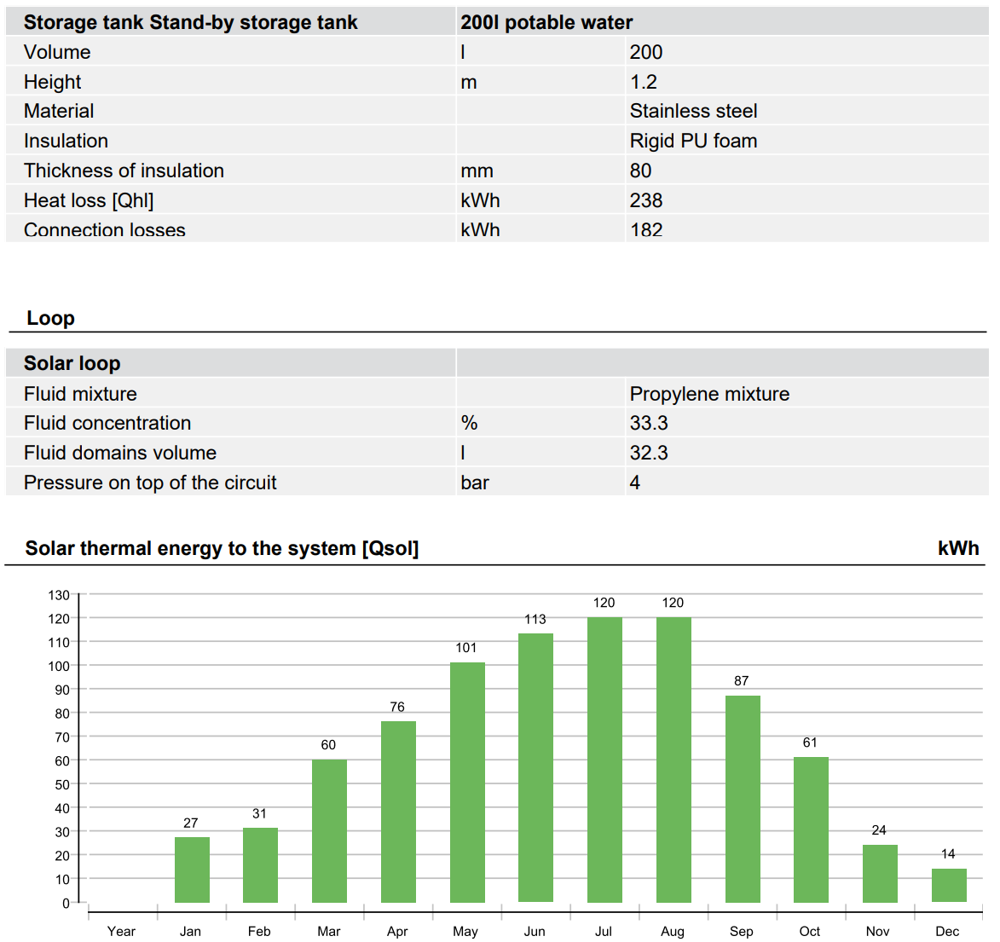 Storage tank Stand-by storage tank 200l potable water
Volume l 200
Height m 1.2
Material Stainless steel
Insulation Rigid PU foam
Thickness of insulation mm 80
Heat loss [Qhl] kWh 238
Connection losses kWh 182
Loop
Solar loop
Fluid mixture Propylene mixture
Fluid concentration % 33.3
Fluid domains volume l 32.3
Pressure on top of the circuit bar 4
Solar thermal energy to the system [Qsol] kWh
130
120
110
100
90
80
70
60
50
40
30
20
10
0
27
31
60
76
101
113
120
120
87
61
24
14
Year Jan Feb Mar Apr May Jun Jul Aug Sep Oct Nov Dec